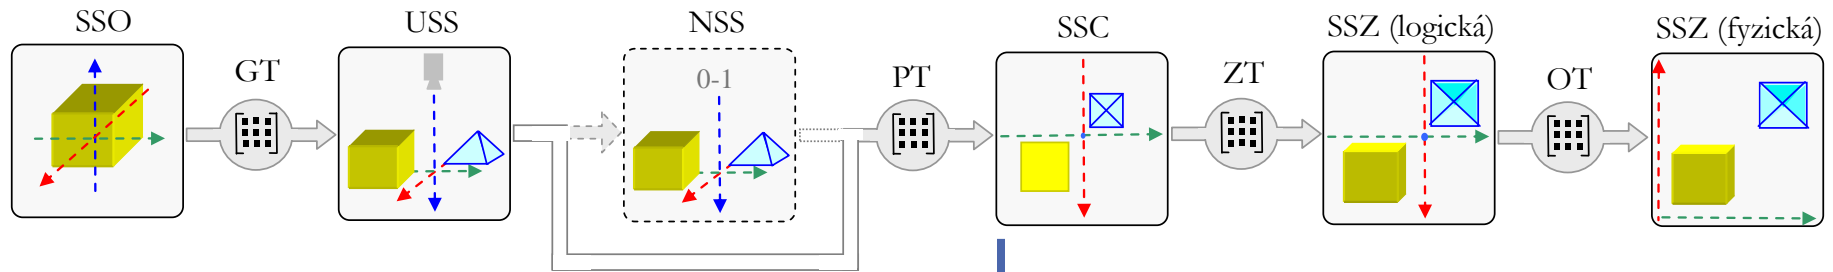 SSO
GT
USS
NSS
0-1
PT
SSC
ZT
SSZ (logická)
OT
SSZ (fyzická)